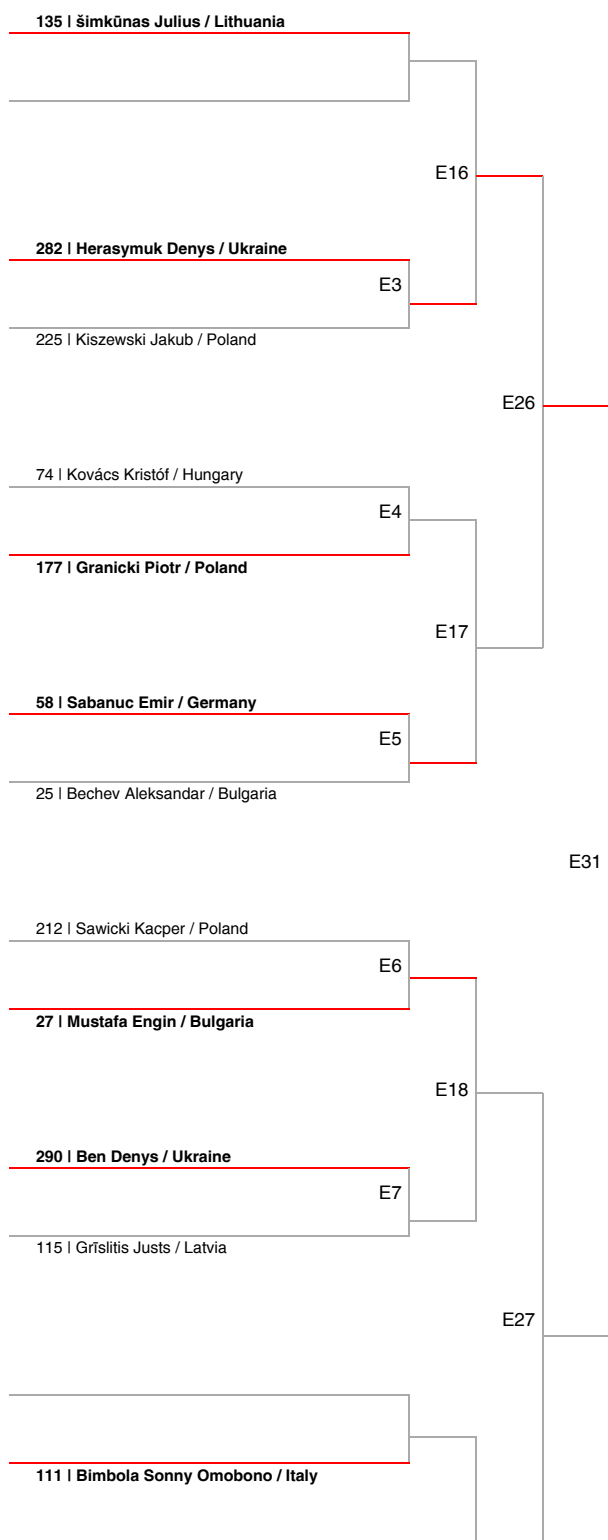 135 | šimkūnas Julius / Lithuania
E16
282 | Herasymuk Denys / Ukraine
E3
225 | Kiszewski Jakub / Poland
E26
74 | Kovács Kristóf / Hungary
E4
177 | Granicki Piotr / Poland
E17
58 | Sabanuc Emir / Germany
E5
25 | Bechev Aleksandar / Bulgaria
E31
212 | Sawicki Kacper / Poland
E6
27 | Mustafa Engin / Bulgaria
E18
290 | Ben Denys / Ukraine
E7
115 | Grīslitis Justs / Latvia
E27
111 | Bimbola Sonny Omobono / Italy